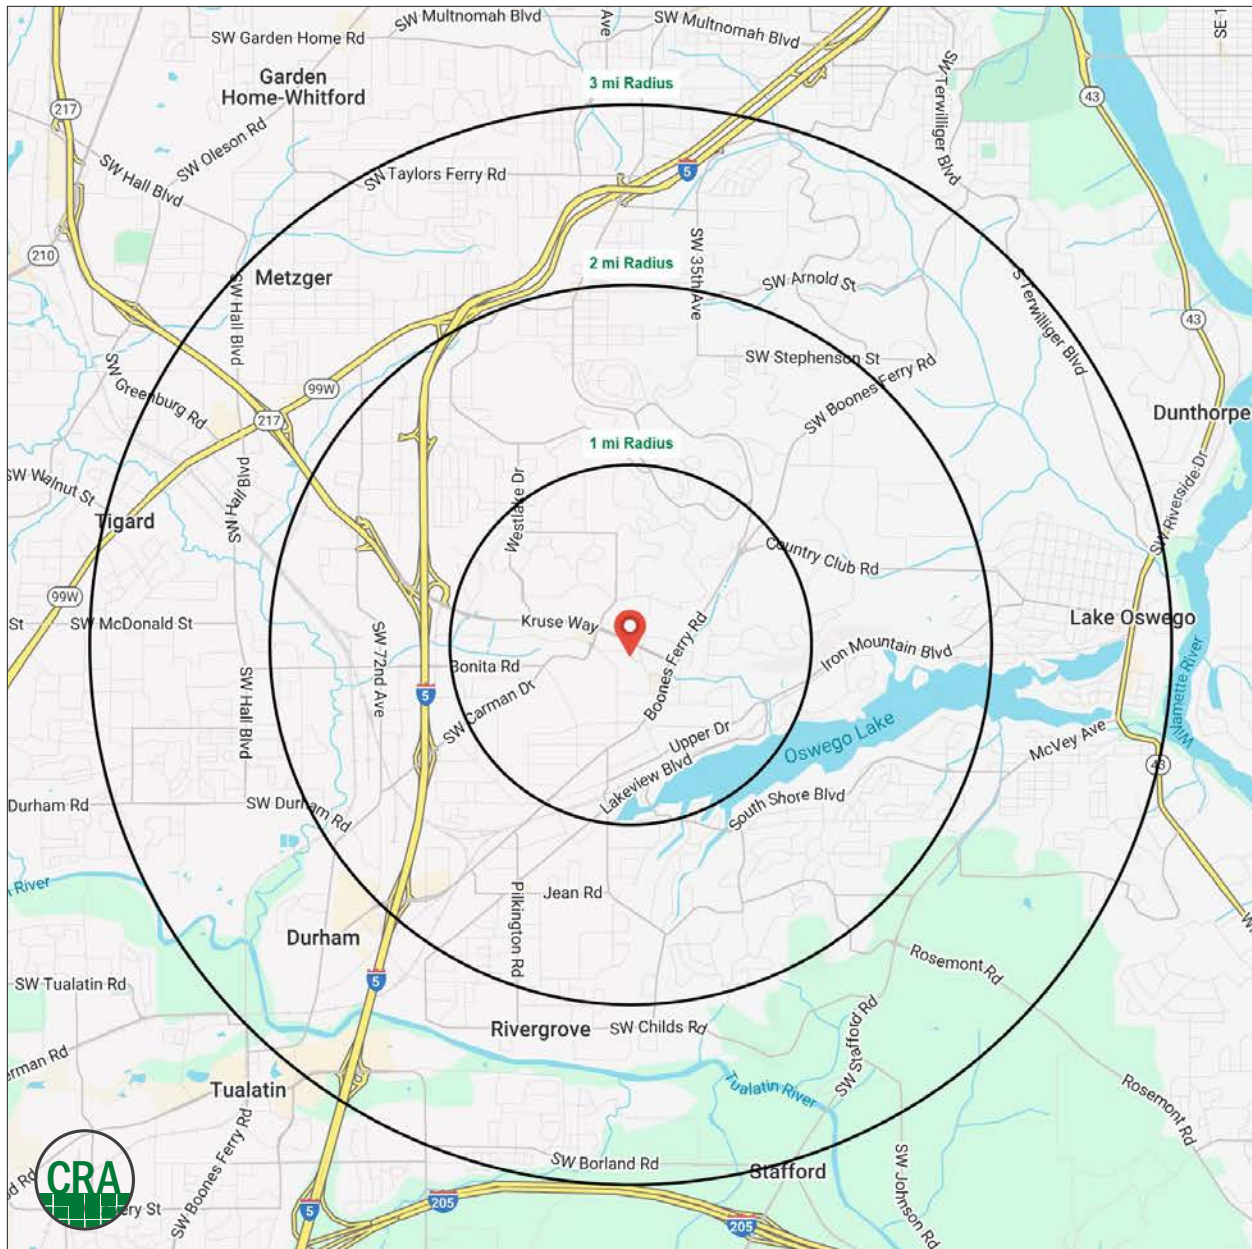 SW Multnomah Blvd
Ave
SW Multnomah Blvd
SE 1
SW Garden Home Rd
Garden
Home-Whitford
3 mi Radius
SW Terwilliger Blvd
43
217
SW Oleson Rd
SW Hall Blvd
SW Taylors Ferry Rd
5
210
Metzger
2 mi Radius
SW 35th Ave
SW Arnold St
S Terwilliger Blvd
43
SW Hall Blvd
SW Stephenson St
SW Boones Ferry Rd
SW Greenburg Rd
99W
217
Dunthorpe
1 mi Radius
SW Walnut St
Tigard
SW Hall Blvd
Westlake Dr
SW Riverside Dr
Country Club Rd
99W
St
SW McDonald St
Kruse Way
Lake Oswego
SW 72nd Ave
Boones Ferry Rd
Iron Mountain Blvd
Bonita Rd
SW Hall Blvd
5
SW Carman Dr
Willamette River
Upper Dr
Oswego Lake
McVey Ave
43
Lakeview Blvd
South Shore Blvd
Durham Rd
SW Durham Rd
River
Jean Rd
Pilkington Rd
Durham
Rosemont Rd
SW Tualatin Rd
5
Rivergrove
SW Childs Rd
SW Stafford Rd
erman Rd
Tualatin
Tualatin River
Rosemont Rd
SW Boones Ferry Rd
SW Borland Rd
Stafford
SW Johnson Rd
CRA
ery St
5
205
205